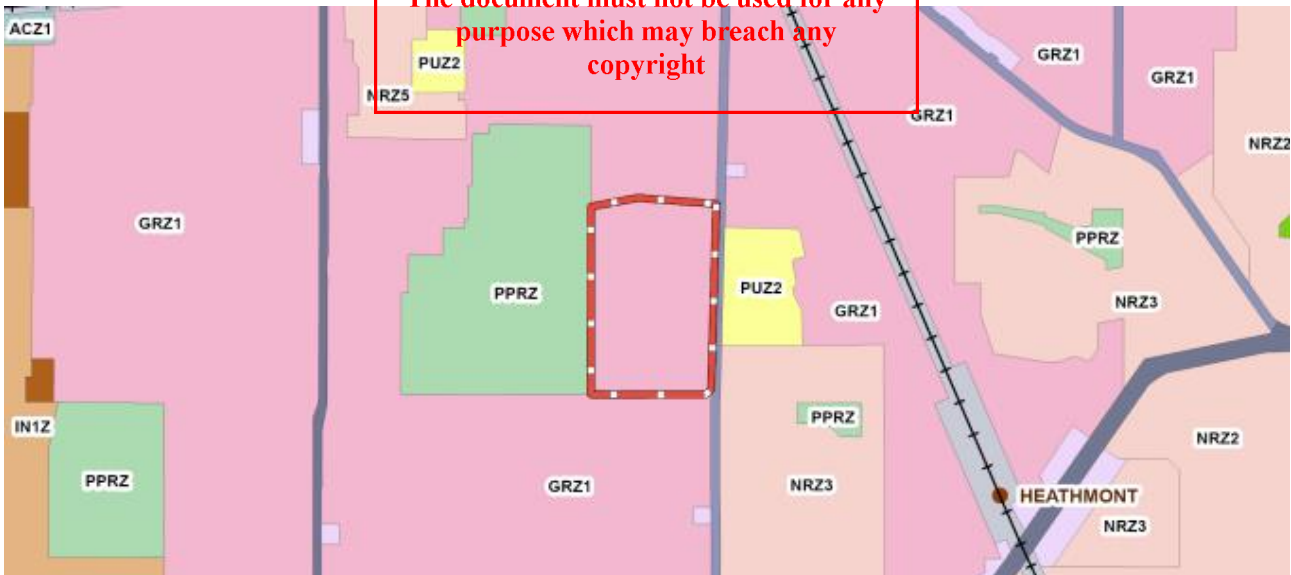 The document must not be used for any
purpose which may breach any
copyright
ACZ1
PUZ2
NRZ5
GRZ1
GRZ1
GRZ1
NRZ2
GRZ1
PPRZ
PPRZ
PUZ2
NRZ3
GRZ1
PPRZ
IN1Z
NRZ2
PPRZ
GRZ1
NRZ3
HEATHMONT
NRZ3